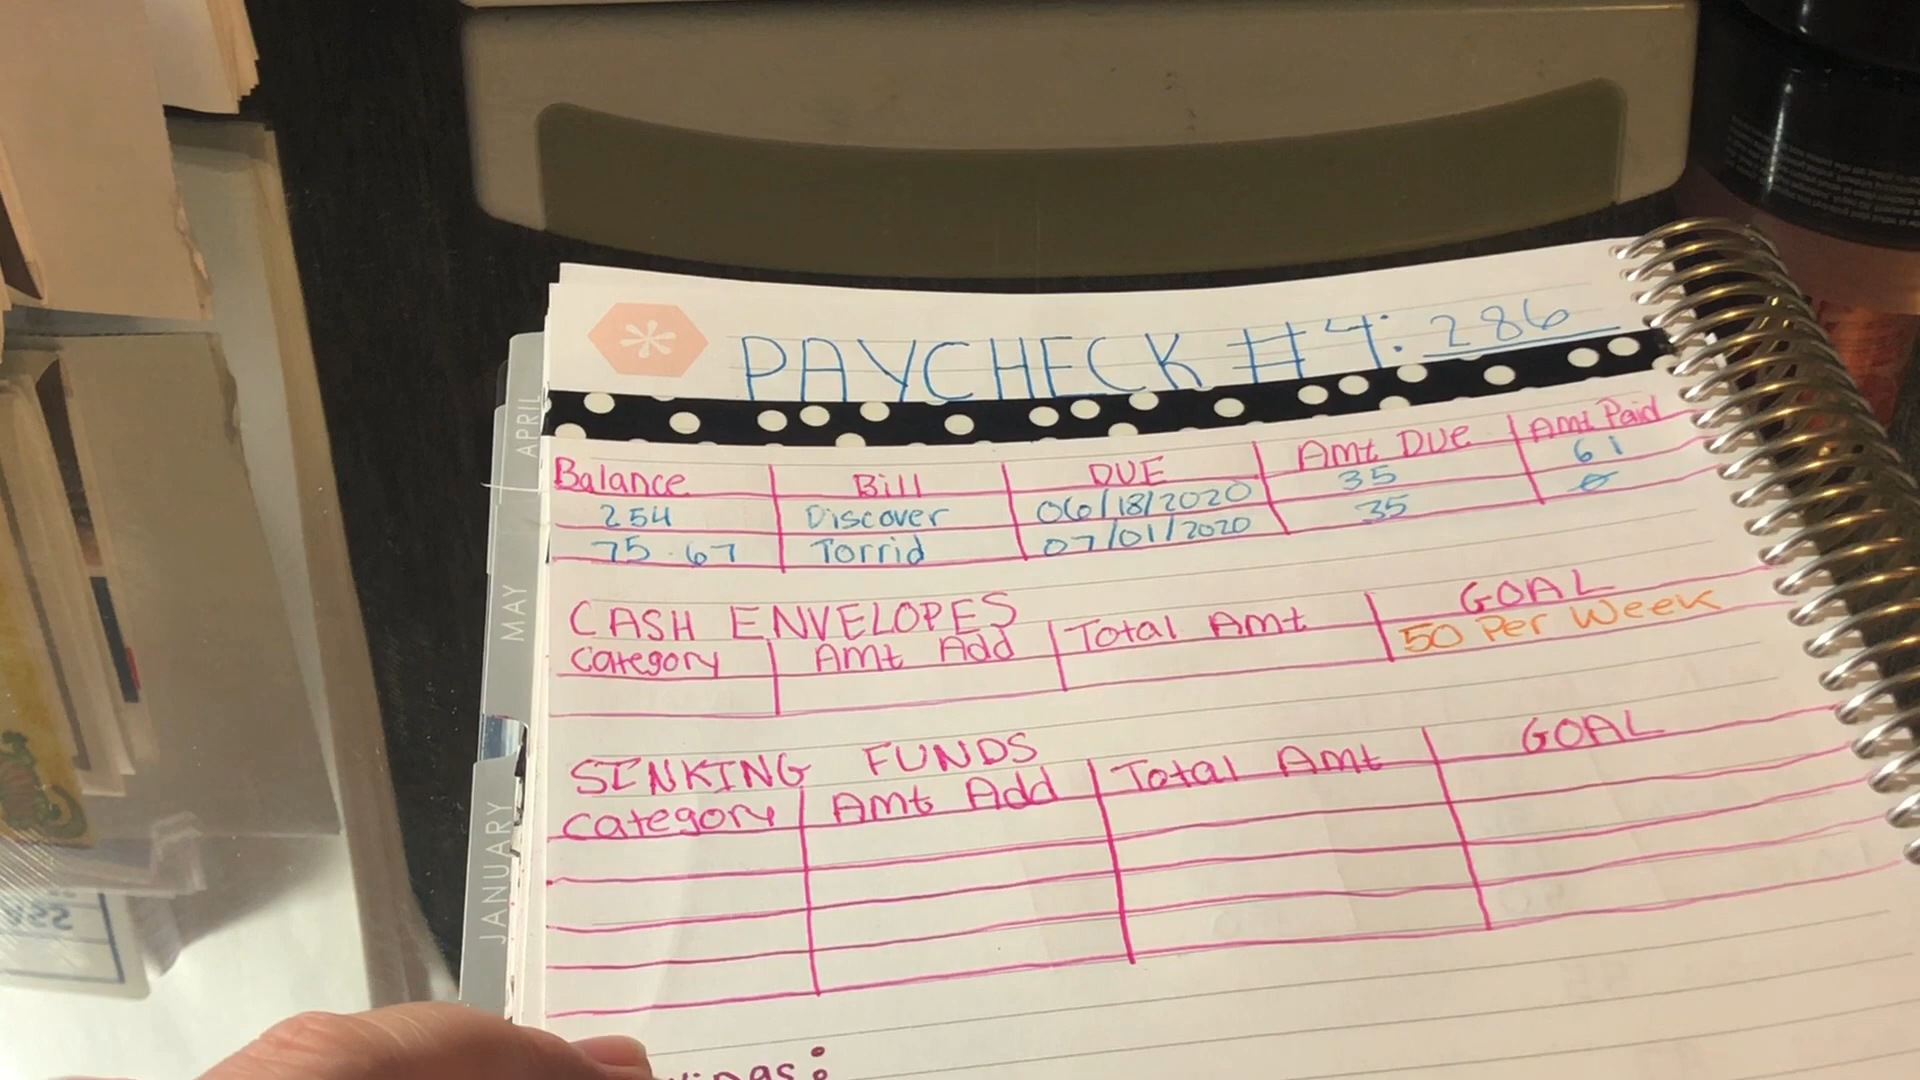 PAYCHECK #4: 286
Balance Bill DUE Amt Due Amt Paid
254 Discover 06/18/2020 35 61
75.67 Torrid 07/01/2020 35 0
CASH ENVELOPES
Category Amt Add Total Amt GOAL
50 Per Week
SINKING FUNDS
Category Amt Add Total Amt GOAL
APRIL
MAY
JANUARY